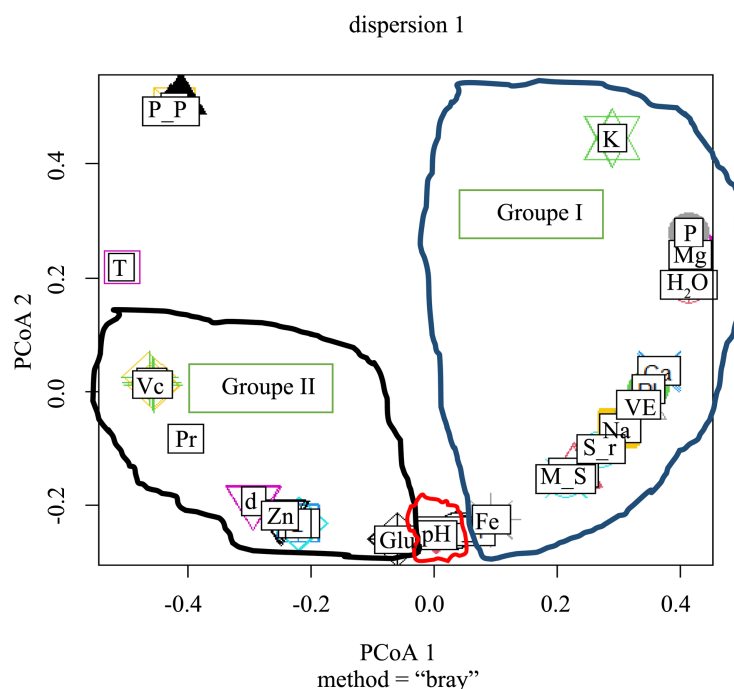 dispersion 1
P_P
K
Groupe I
P
Mg
H₂O
T
0.4
0.2
0.0
-0.2
PCoA 2
Vc
Groupe II
Pr
VE
Na
S_r
M_S
d
Zn
Glu
pH
Fe
-0.4
-0.2
0.0
0.2
0.4
PCoA 1
method = “bray”